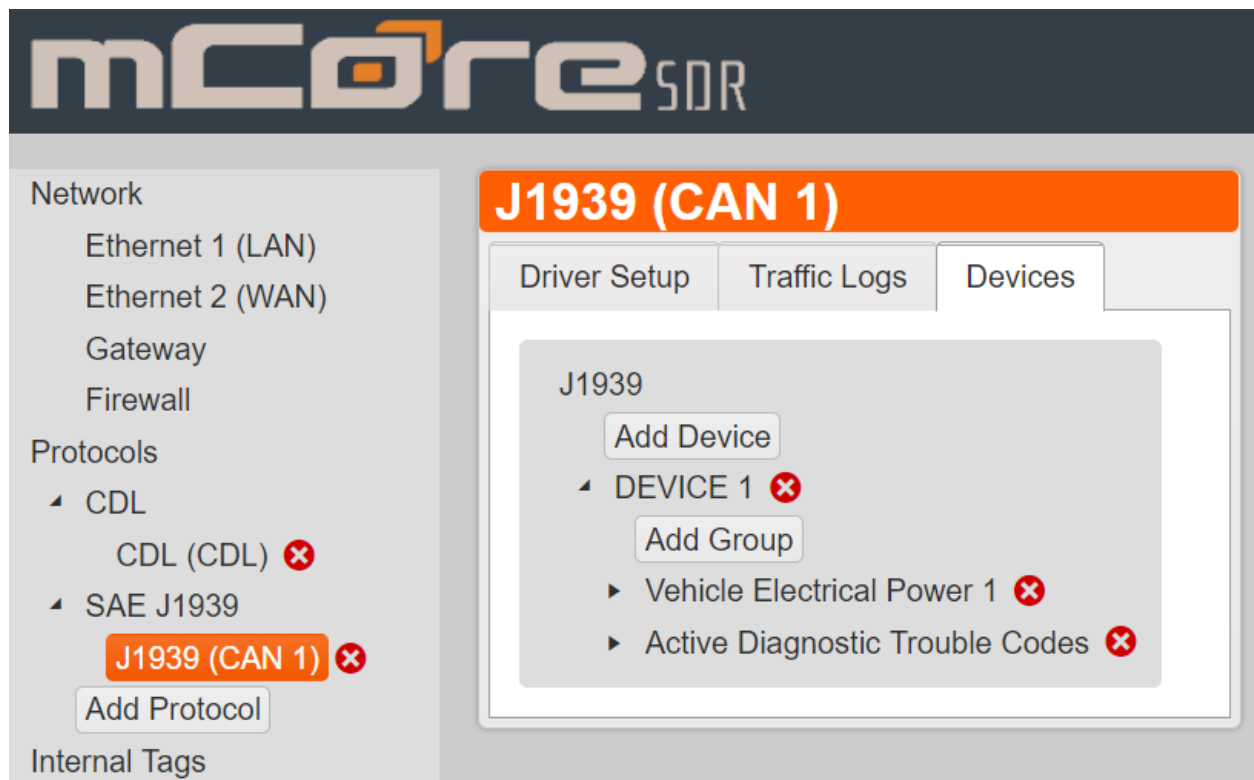 mCore SDR
Network
Ethernet 1 (LAN)
Ethernet 2 (WAN)
Gateway
Firewall
Protocols
CDL
CDL (CDL)
SAE J1939
J1939 (CAN 1)
Add Protocol
Internal Tags
J1939 (CAN 1)
Driver Setup
Traffic Logs
Devices
J1939
Add Device
DEVICE 1
Add Group
Vehicle Electrical Power 1
Active Diagnostic Trouble Codes